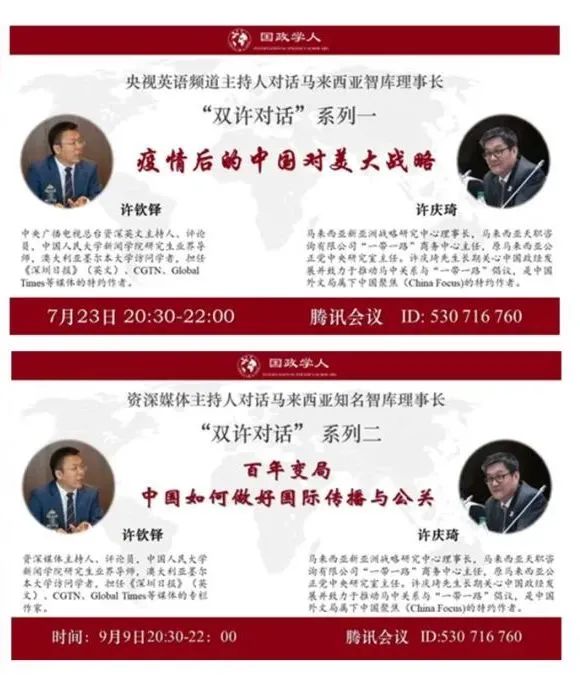 国政学人
INTERNATIONAL POLITICS SCHOLARS
央视英语频道主持人对话马来西亚智库理事长
“双许对话”系列一
疫情后的中国对美大战略
许钦铎
中央广播电视总台资深英文主持人、评论
员，中国人民大学新闻学院研究生业界导
师，澳大利亚墨尔本大学访问学者，担任
《深圳日报》（英文）、CGTN、Global
Times等媒体的特约作者。
许庆琦
马来西亚新亚洲战略研究中心理事长，马来西亚天职咨
询有限公司“一带一路”商务中心主任，原马来西亚公
正党中央研究室主任。许庆琦先生长期关心中国政经发
展并致力于推动马中关系与“一带一路”倡议，是中国
外文局属下中国聚焦（China Focus)的特约作者。
7月23日 20:30-22:00
腾讯会议 ID: 530 716 760
国政学人
资深媒体主持人对话马来西亚知名智库理事长
“双许对话” 系列二
百年变局
中国如何做好国际传播与公关
许钦铎
资深媒体主持人、评论员，中国人民大学
新闻学院研究生业界导师，澳大利亚墨尔
本大学访问学者，担任《深圳日报》（英
文）、CGTN、Global Times等媒体的专栏
作家。
许庆琦
马来西亚新亚洲战略研究中心理事长，马来西亚天职咨
询有限公司“一带一路”商务中心主任，原马来西亚公
正党中央研究室主任。许庆琦先生长期关心中国政经发
展并致力于推动马中关系与“一带一路”倡议，是中国
外文局属下中国聚焦（China Focus)的特约作者。
时间：9月9日20:30-22：00
腾讯会议 ID:530 716 760